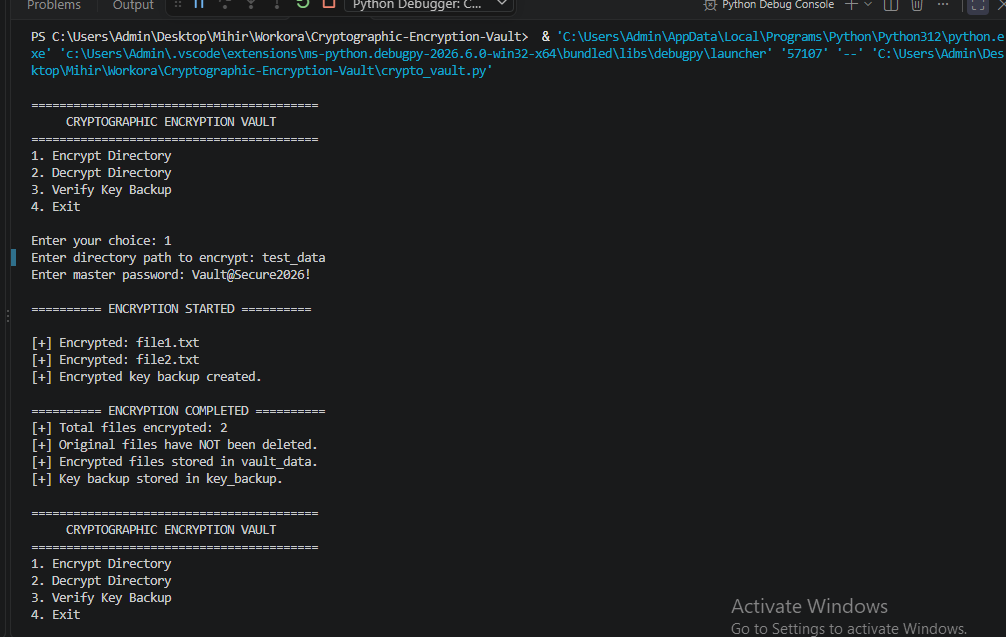 Problems Output Python Debugger: C... Python Debug Console
PS C:\Users\Admin\Desktop\Mihir\Workora\Cryptographic-Encryption-Vault> & 'C:\Users\Admin\AppData\Local\Programs\Python\Python312\python.e
xe' 'c:\Users\Admin\.vscode\extensions\ms-python.debugpy-2026.6.0-win32-x64\bundled\libs\debugpy\launcher' '57107' '--' 'C:\Users\Admin\Des
ktop\Mihir\Workora\Cryptographic-Encryption-Vault\crypto_vault.py'
=========================================
CRYPTOGRAPHIC ENCRYPTION VAULT
=========================================
1. Encrypt Directory
2. Decrypt Directory
3. Verify Key Backup
4. Exit
Enter your choice: 1
Enter directory path to encrypt: test_data
Enter master password: Vault@Secure2026!
========== ENCRYPTION STARTED ==========
[+] Encrypted: file1.txt
[+] Encrypted: file2.txt
[+] Encrypted key backup created.
========== ENCRYPTION COMPLETED ==========
[+] Total files encrypted: 2
[+] Original files have NOT been deleted.
[+] Encrypted files stored in vault_data.
[+] Key backup stored in key_backup.
=========================================
CRYPTOGRAPHIC ENCRYPTION VAULT
=========================================
1. Encrypt Directory
2. Decrypt Directory
3. Verify Key Backup
4. Exit
Activate Windows
Go to Settings to activate Windows.